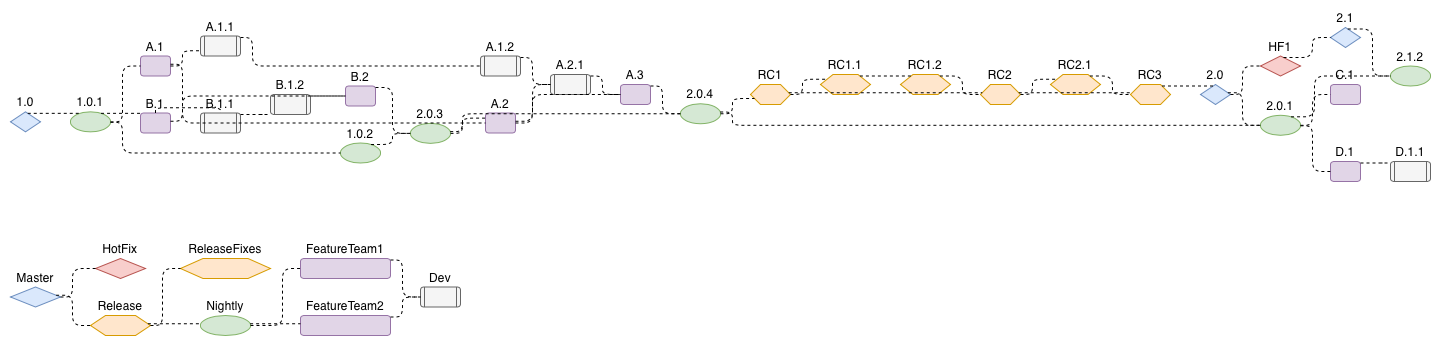 2.1
A.1.1
HF1
A.1
A.1.2
2.1.2
A.2.1
RC1.1
RC1.2
RC2.1
B.2
A.3
RC1
RC2
RC3
2.0
C.1
B.1.2
2.0.4
1.0
1.0.1
B.1
B.1.1
A.2
2.0.1
2.0.3
1.0.2
D.1
D.1.1
HotFix
ReleaseFixes
FeatureTeam1
Master
Dev
Release
Nightly
FeatureTeam2